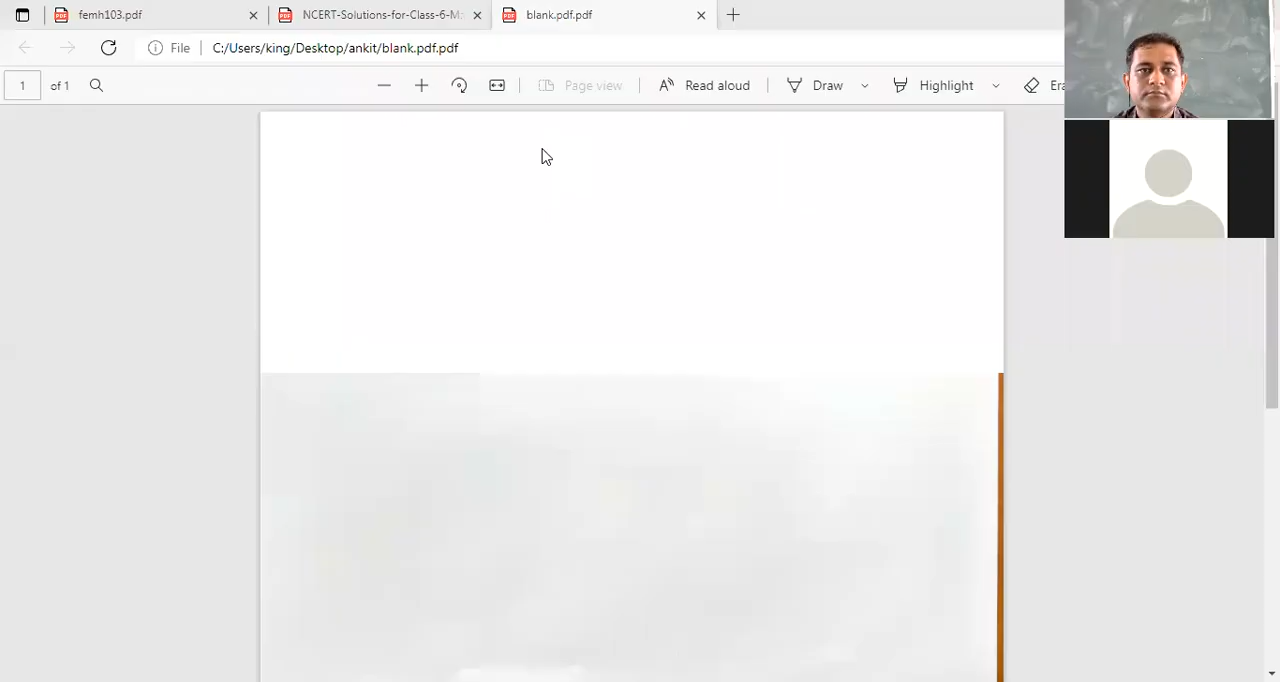 femh103.pdf
NCERT-Solutions-for-Class-6-M
blank.pdf.pdf
File
C:/Users/king/Desktop/ankit/blank.pdf.pdf
1 of 1
Page view
Read aloud
Draw
Highlight
Era